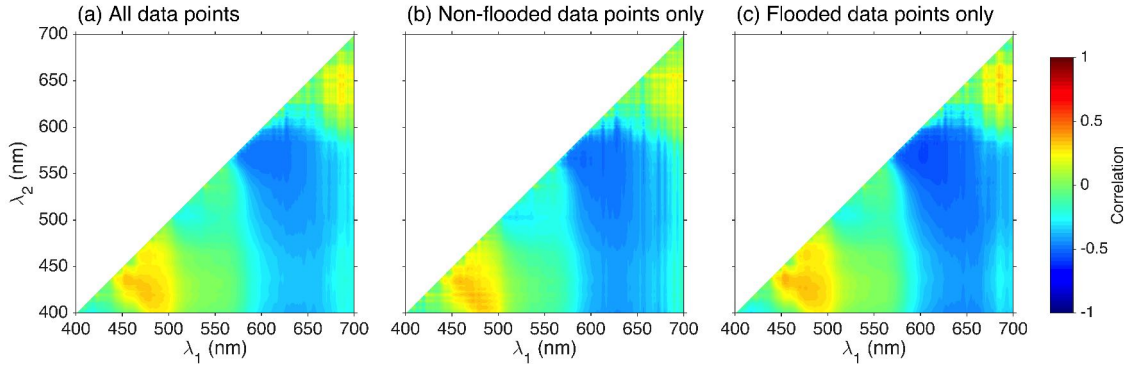 (a) All data points
(b) Non-flooded data points only
(c) Flooded data points only
700
650
600
550
500
450
400
λ2 (nm)
400 450 500 550 600 650 700
400 450 500 550 600 650 700
400 450 500 550 600 650 700
λ1 (nm)
λ1 (nm)
λ1 (nm)
1
0.5
0
-0.5
-1
Correlation